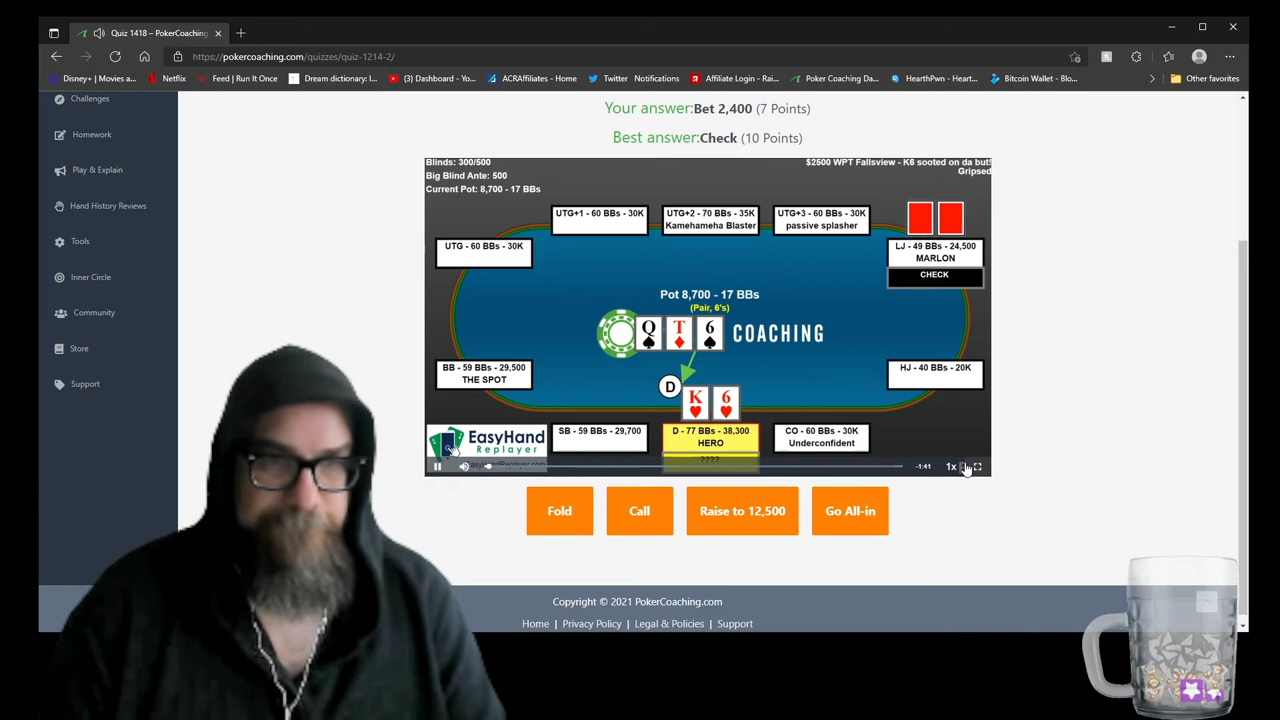 Quiz 1418 – PokerCoaching
https://pokercoaching.com/quizzes/quiz-1214-2/
Disney+ | Movies a...
Netflix
Feed | Run It Once
Dream dictionary: I...
(3) Dashboard - Yo...
ACRAffiliates - Home
Twitter
Notifications
Affiliate Login - Rai...
Poker Coaching Da...
HearthPwn - Heart...
Bitcoin Wallet - Blo...
Other favorites
Challenges
Homework
Play & Explain
Hand History Reviews
Tools
Inner Circle
Community
Store
Support
Your answer:Bet 2,400 (7 Points)
Best answer:Check (10 Points)
Blinds: 300/500
Big Blind Ante: 500
Current Pot: 8,700 - 17 BBs
$2500 WPT Fallsview - K6 sooted on da but!
Gripsed
UTG+1 - 60 BBs - 30K
UTG+2 - 70 BBs - 35K
Kamehameha Blaster
UTG+3 - 60 BBs - 30K
passive splasher
UTG - 60 BBs - 30K
LJ - 49 BBs - 24,500
MARLON
CHECK
Pot 8,700 - 17 BBs
(Pair, 6's)
Q T 6
COACHING
BB - 59 BBs - 29,500
THE SPOT
D
K 6
HJ - 40 BBs - 20K
EasyHand
Replayer
SB - 59 BBs - 29,700
D - 77 BBs - 38,300
HERO
????
CO - 60 BBs - 30K
Underconfident
-1:41
1x
Fold
Call
Raise to 12,500
Go All-in
Copyright © 2021 PokerCoaching.com
Home | Privacy Policy | Legal & Policies | Support